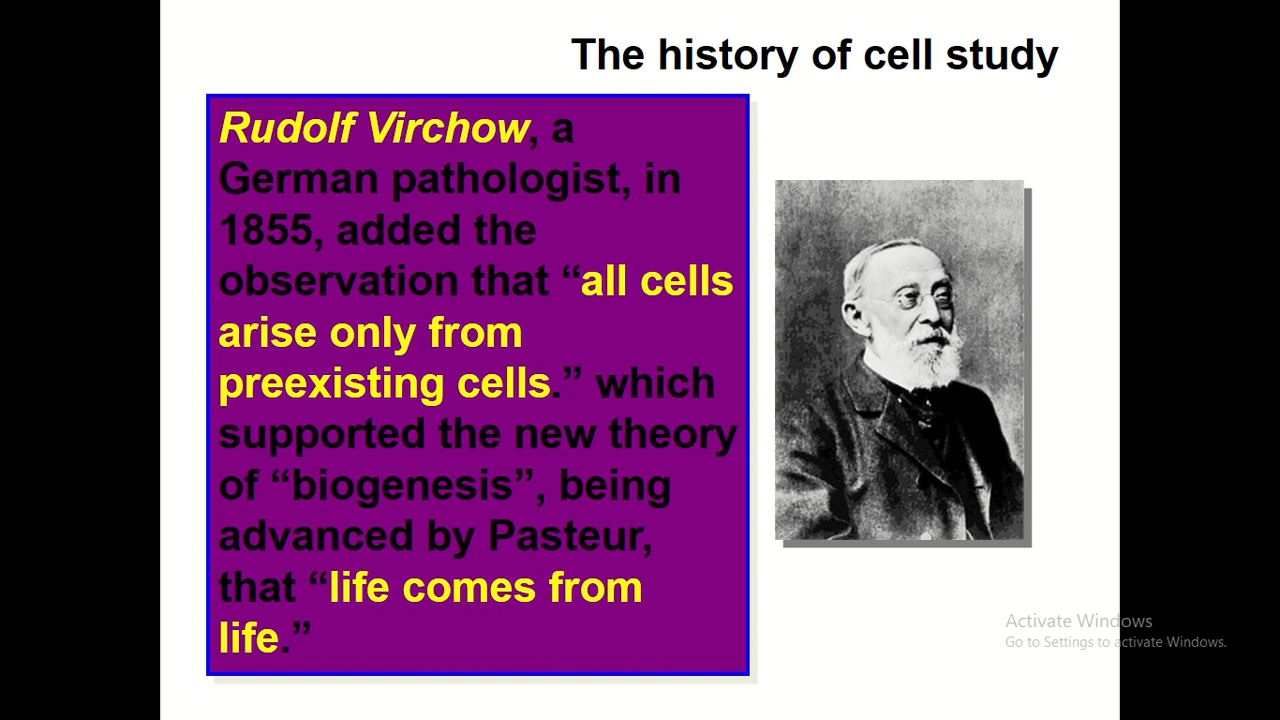 The history of cell study
Rudolf Virchow, a
German pathologist, in
1855, added the
observation that “all cells
arise only from
preexisting cells.” which
supported the new theory
of “biogenesis”, being
advanced by Pasteur,
that “life comes from
life.”
Activate Windows
Go to Settings to activate Windows.